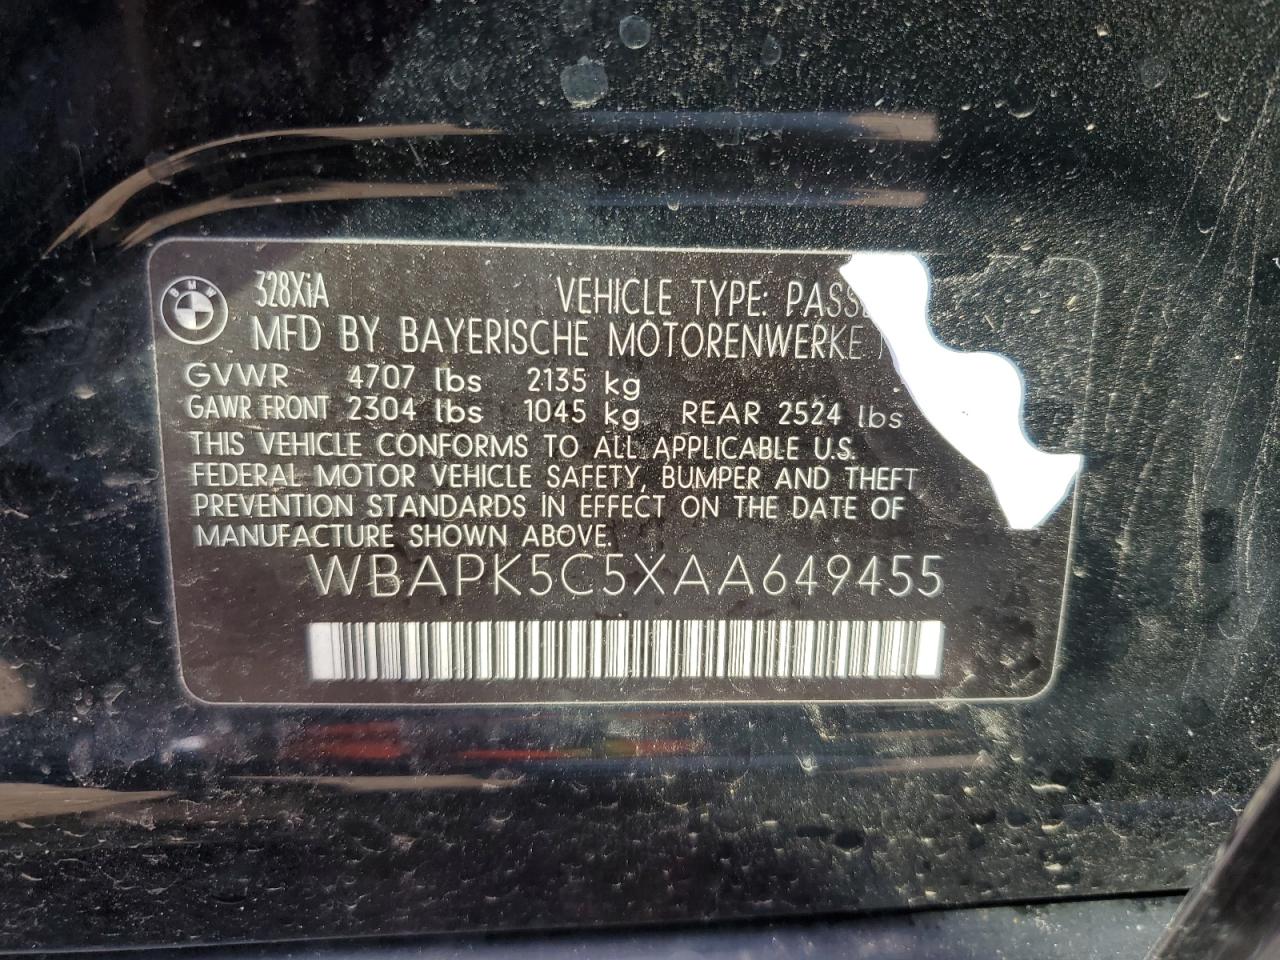 BMW
328XiA VEHICLE TYPE:
MFD BY BAYERISCHE MOTORENWERKE
GVWR 4707 lbs 2135 kg
GAWR FRONT 2304 lbs 1045 kg REAR 2524 lbs
THIS VEHICLE CONFORMS TO ALL APPLICABLE U.S.
FEDERAL MOTOR VEHICLE SAFETY, BUMPER AND THEFT
PREVENTION STANDARDS IN EFFECT ON THE DATE OF
MANUFACTURE SHOWN ABOVE.
WBAPK5C5XAA649455